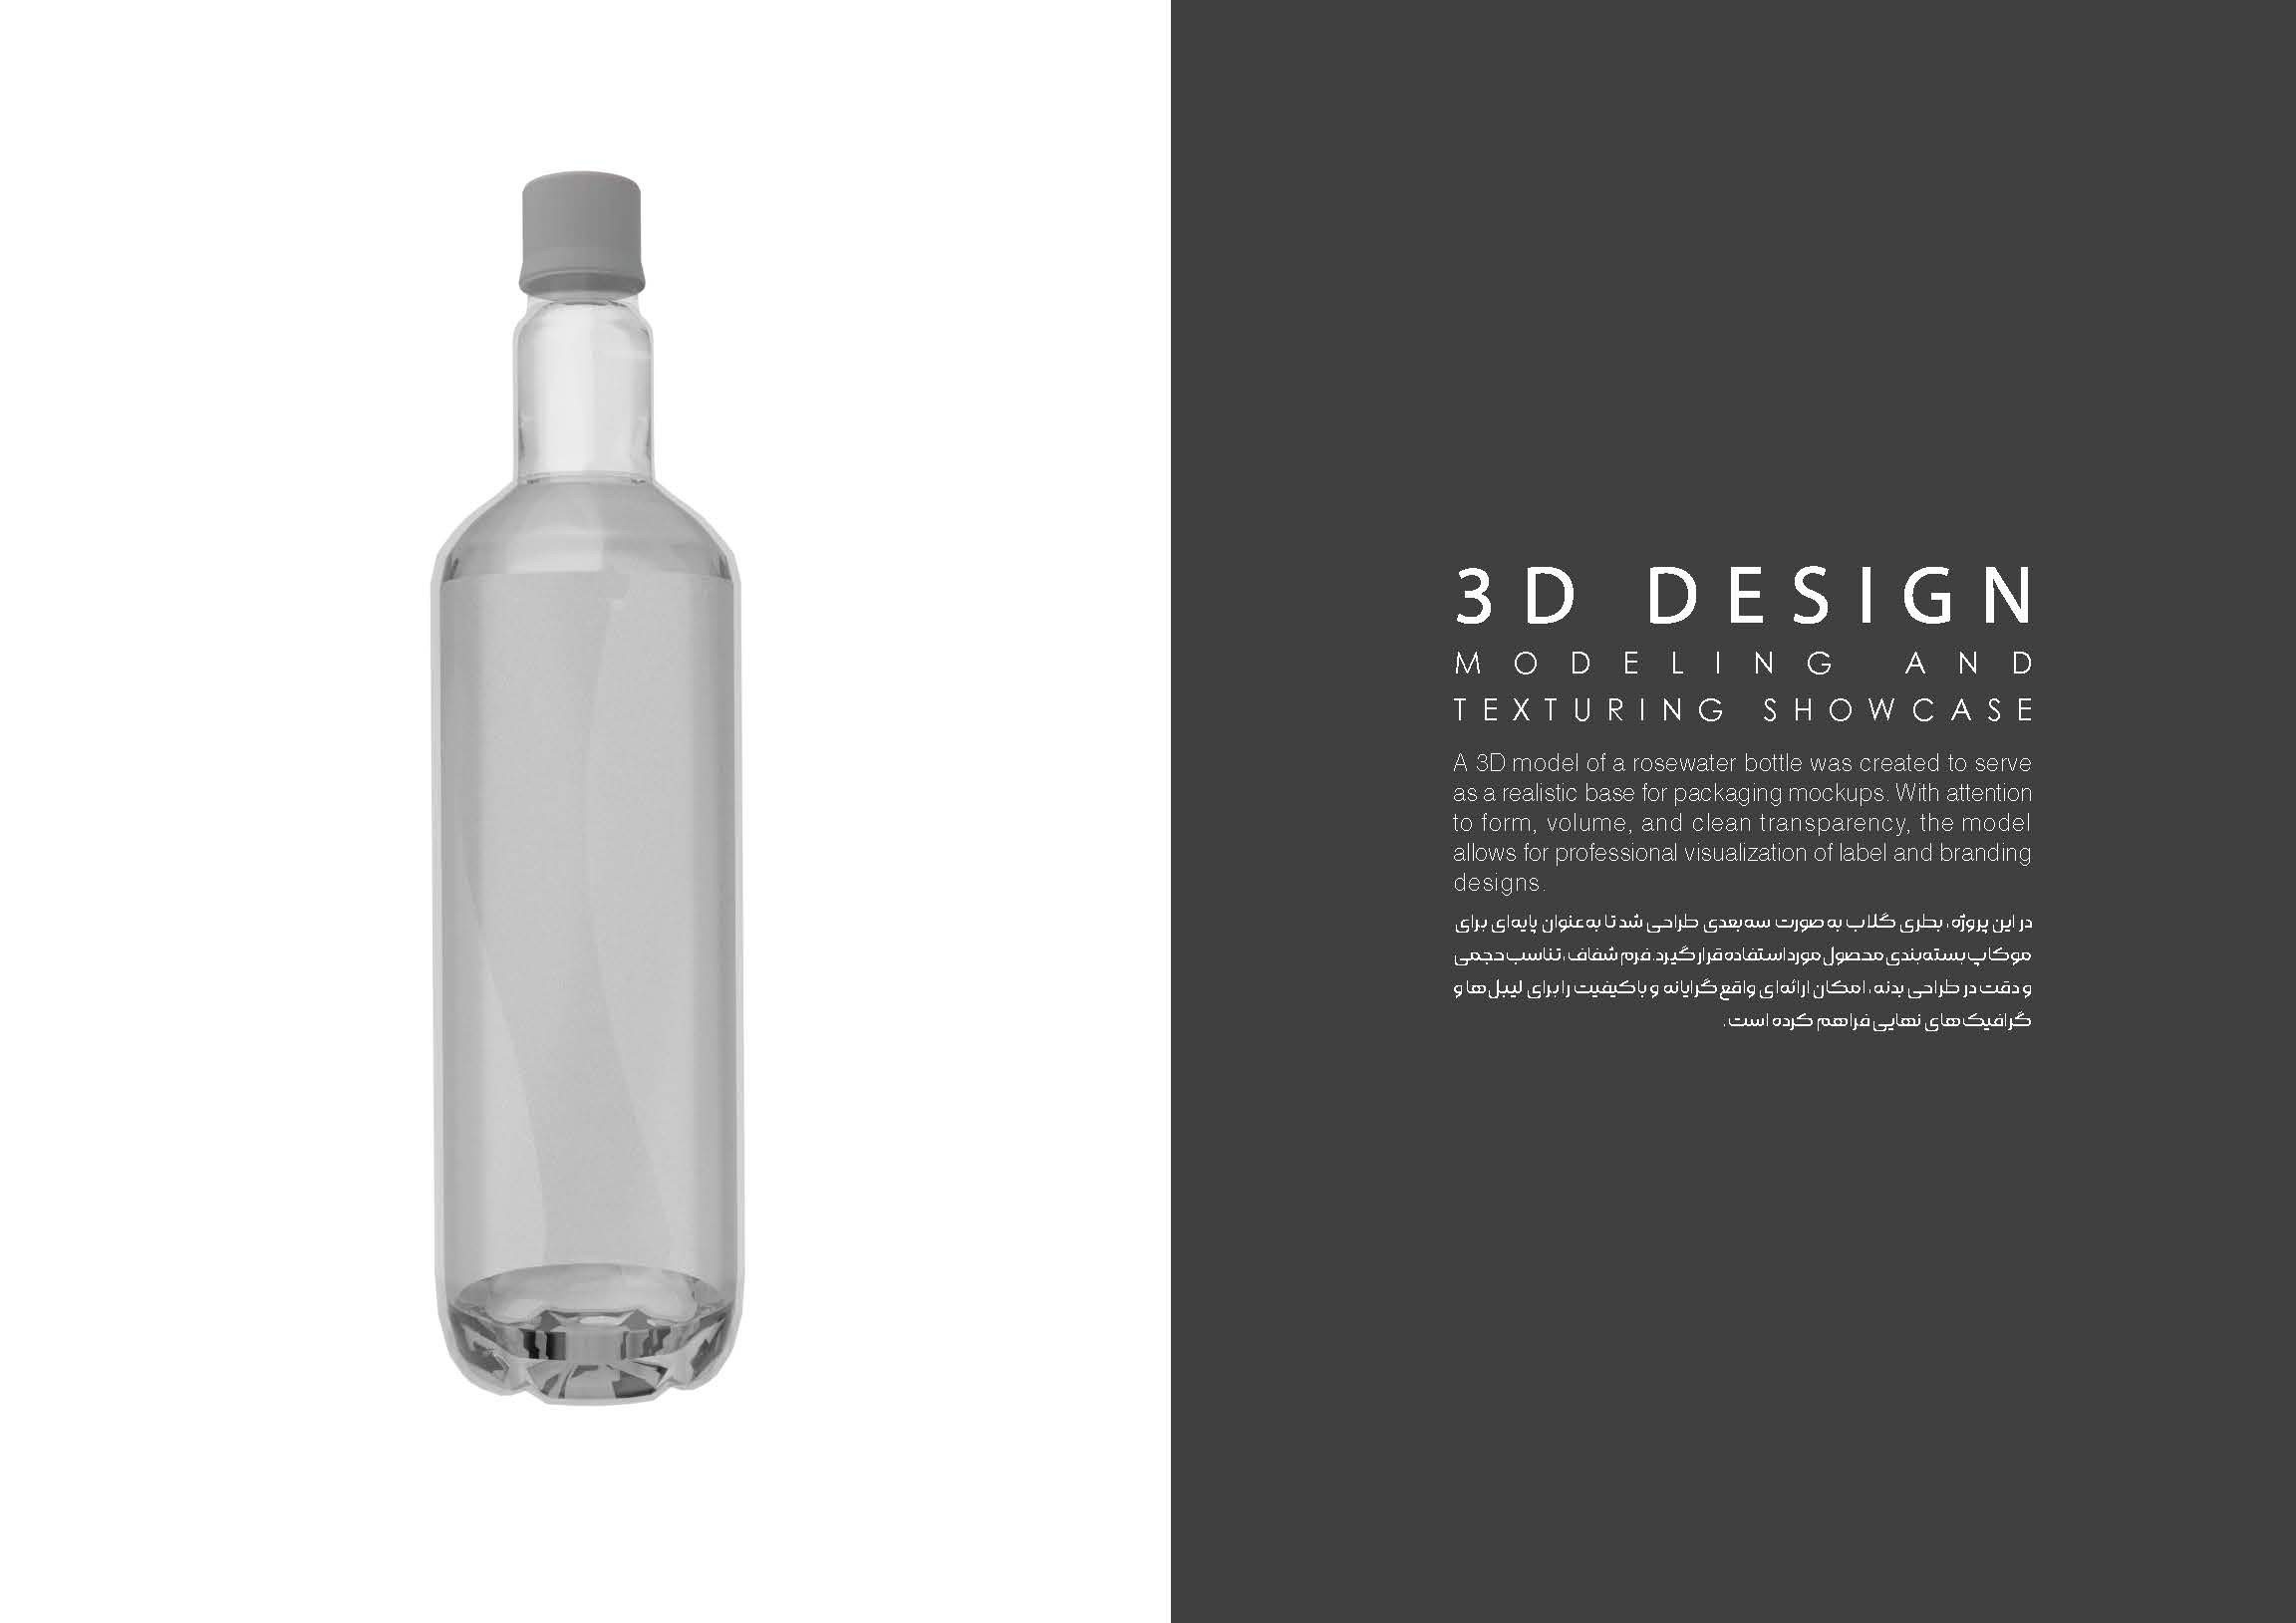 3D DESIGN
MODELING AND
TEXTURING SHOWCASE
A 3D model of a rosewater bottle was created to serve
as a realistic base for packaging mockups. With attention
to form, volume, and clean transparency, the model
allows for professional visualization of label and branding
designs.
در این پروژه، بطری گلاب به صورت سه‌بعدی طراحی شد تا به‌عنوان پایه‌ای برای
موکاپ بسته‌بندی محصول مورد استفاده قرار گیرد. فرم شفاف، تناسب حجمی
و دقت در طراحی بدنه، امکان ارائه‌ای واقع‌گرایانه و باکیفیت را برای لیبل‌ها و
گرافیک‌های نهایی فراهم کرده است.